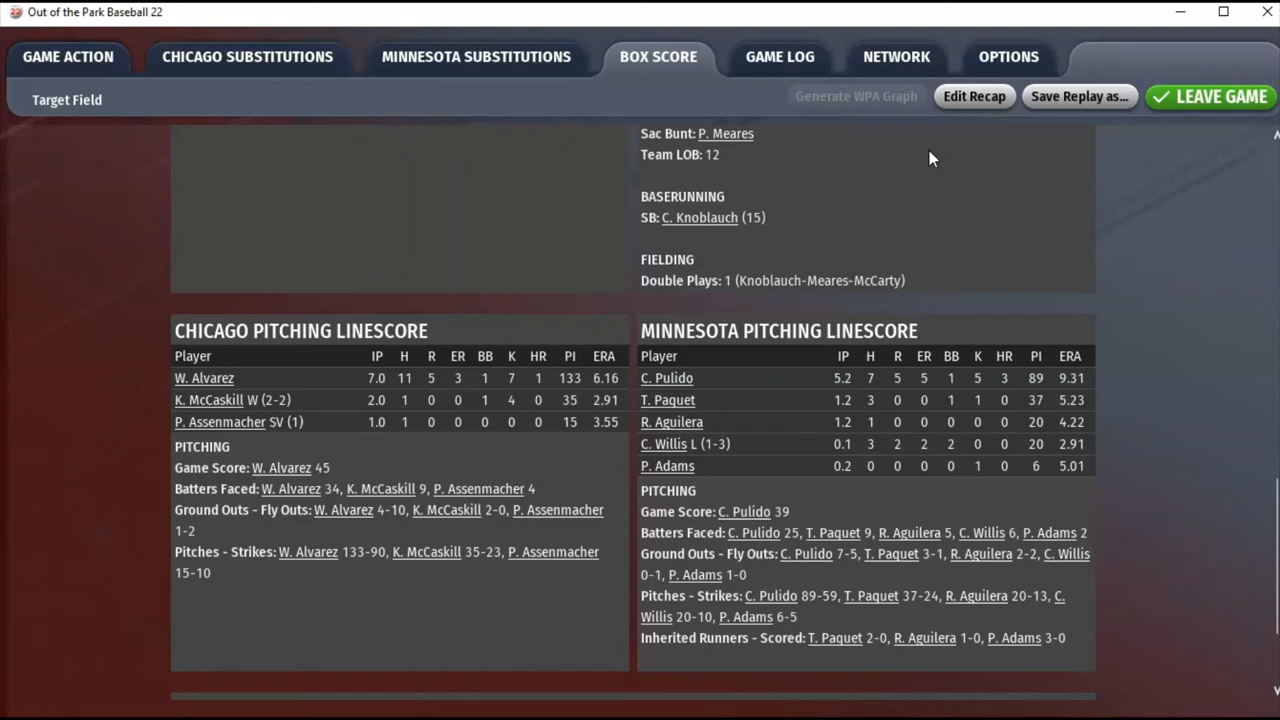 Out of the Park Baseball 22
GAME ACTION CHICAGO SUBSTITUTIONS MINNESOTA SUBSTITUTIONS BOX SCORE GAME LOG NETWORK OPTIONS
Target Field Generate WPA Graph Edit Recap Save Replay as... LEAVE GAME
Sac Bunt: P. Meares
Team LOB: 12
BASERUNNING
SB: C. Knoblauch (15)
FIELDING
Double Plays: 1 (Knoblauch-Meares-McCarty)
CHICAGO PITCHING LINESCORE
Player IP H R ER BB K HR PI ERA
W. Alvarez 7.0 11 5 3 1 7 1 133 6.16
K. McCaskill W (2-2) 2.0 1 0 0 1 4 0 35 2.91
P. Assenmacher SV (1) 1.0 1 0 0 0 0 0 15 3.55
PITCHING
Game Score: W. Alvarez 45
Batters Faced: W. Alvarez 34, K. McCaskill 9, P. Assenmacher 4
Ground Outs - Fly Outs: W. Alvarez 4-10, K. McCaskill 2-0, P. Assenmacher
1-2
Pitches - Strikes: W. Alvarez 133-90, K. McCaskill 35-23, P. Assenmacher
15-10
MINNESOTA PITCHING LINESCORE
Player IP H R ER BB K HR PI ERA
C. Pulido 5.2 7 5 5 1 5 3 89 9.31
T. Paquet 1.2 3 0 0 1 1 0 37 5.23
R. Aguilera 1.2 1 0 0 0 0 0 20 4.22
C. Willis L (1-3) 0.1 3 2 2 2 0 0 20 2.91
P. Adams 0.2 0 0 0 0 1 0 6 5.01
PITCHING
Game Score: C. Pulido 39
Batters Faced: C. Pulido 25, T. Paquet 9, R. Aguilera 5, C. Willis 6, P. Adams 2
Ground Outs - Fly Outs: C. Pulido 7-5, T. Paquet 3-1, R. Aguilera 2-2, C. Willis
0-1, P. Adams 1-0
Pitches - Strikes: C. Pulido 89-59, T. Paquet 37-24, R. Aguilera 20-13, C.
Willis 20-10, P. Adams 6-5
Inherited Runners - Scored: T. Paquet 2-0, R. Aguilera 1-0, P. Adams 3-0